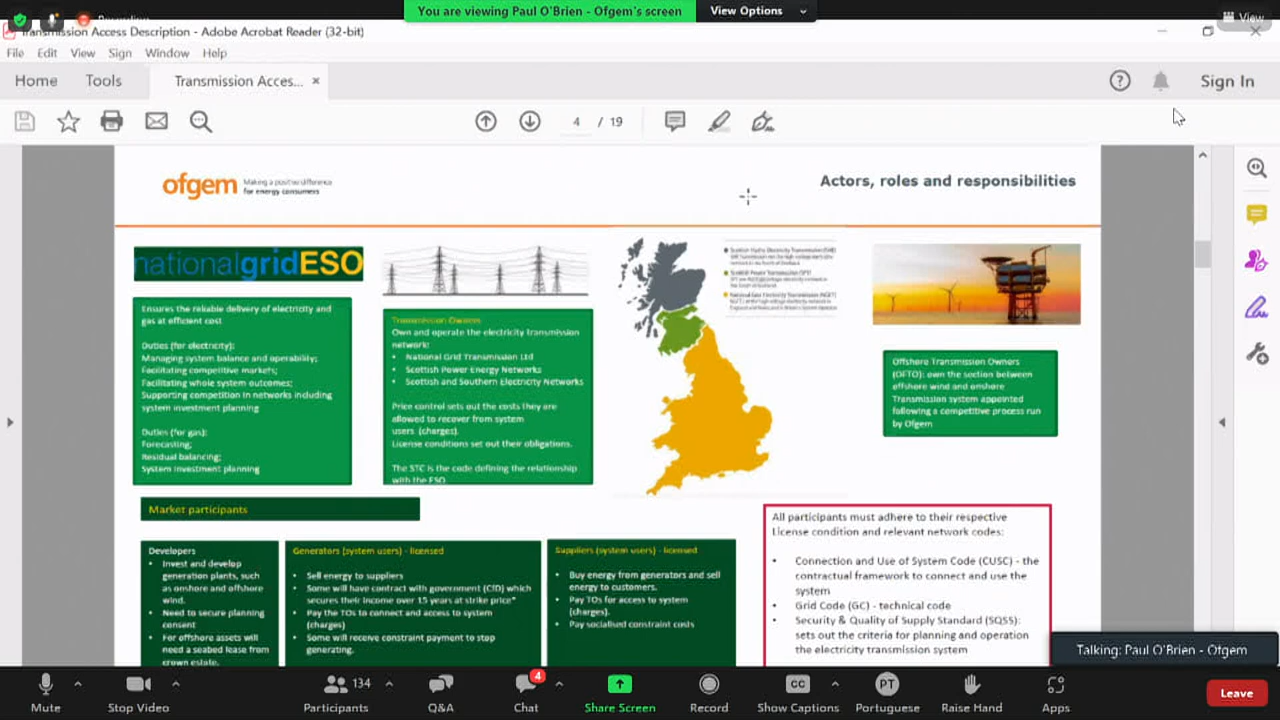 You are viewing Paul O'Brien - Ofgem's screen
View Options
View
Transmission Access Description - Adobe Acrobat Reader (32-bit)
File Edit View Sign Window Help
Home Tools Transmission Acces... × Sign In
4 / 19
ofgem Making a positive difference
for energy consumers
Actors, roles and responsibilities
nationalgridESO
Ensures the reliable delivery of electricity and
gas at efficient cost
Duties (for electricity):
Managing system balance and operability;
Facilitating competitive markets;
Facilitating whole system outcomes;
Supporting competition in networks including
system investment planning
Duties (for gas):
Forecasting;
Residual balancing;
System investment planning
Transmission Owners
Own and operate the electricity transmission
network:
• National Grid Transmission Ltd
• Scottish Power Energy Networks
• Scottish and Southern Electricity Networks
Price control sets out the costs they are
allowed to recover from system
users (charges).
License conditions set out their obligations.
The STC is the code defining the relationship
with the ESO
Offshore Transmission Owners
(OFTO): own the section between
offshore wind and onshore
Transmission system appointed
following a competitive process run
by Ofgem
Market participants
Developers
• Invest and develop
generation plants, such
as onshore and offshore
wind.
• Need to secure planning
consent
• For offshore assets will
need a seabed lease from
crown estate.
Generators (system users) - licensed
• Sell energy to suppliers
• Some will have contract with government (CfD) which
secures their income over 15 years at strike price"
• Pay the TOs to connect and access to system
(charges)
• Some will receive constraint payment to stop
generating.
Suppliers (system users) - licensed
• Buy energy from generators and sell
energy to customers.
• Pay TOs for access to system
(charges).
• Pay socialised constraint costs
All participants must adhere to their respective
License condition and relevant network codes:
• Connection and Use of System Code (CUSC) - the
contractual framework to connect and use the
system
• Grid Code (GC) - technical code
• Security & Quality of Supply Standard (SQSS):
sets out the criteria for planning and operation
the electricity transmission system
Talking: Paul O'Brien - Ofgem
134
4
CC
PT
Mute Stop Video Participants Q&A Chat Share Screen Record Show Captions Portuguese Raise Hand Apps Leave